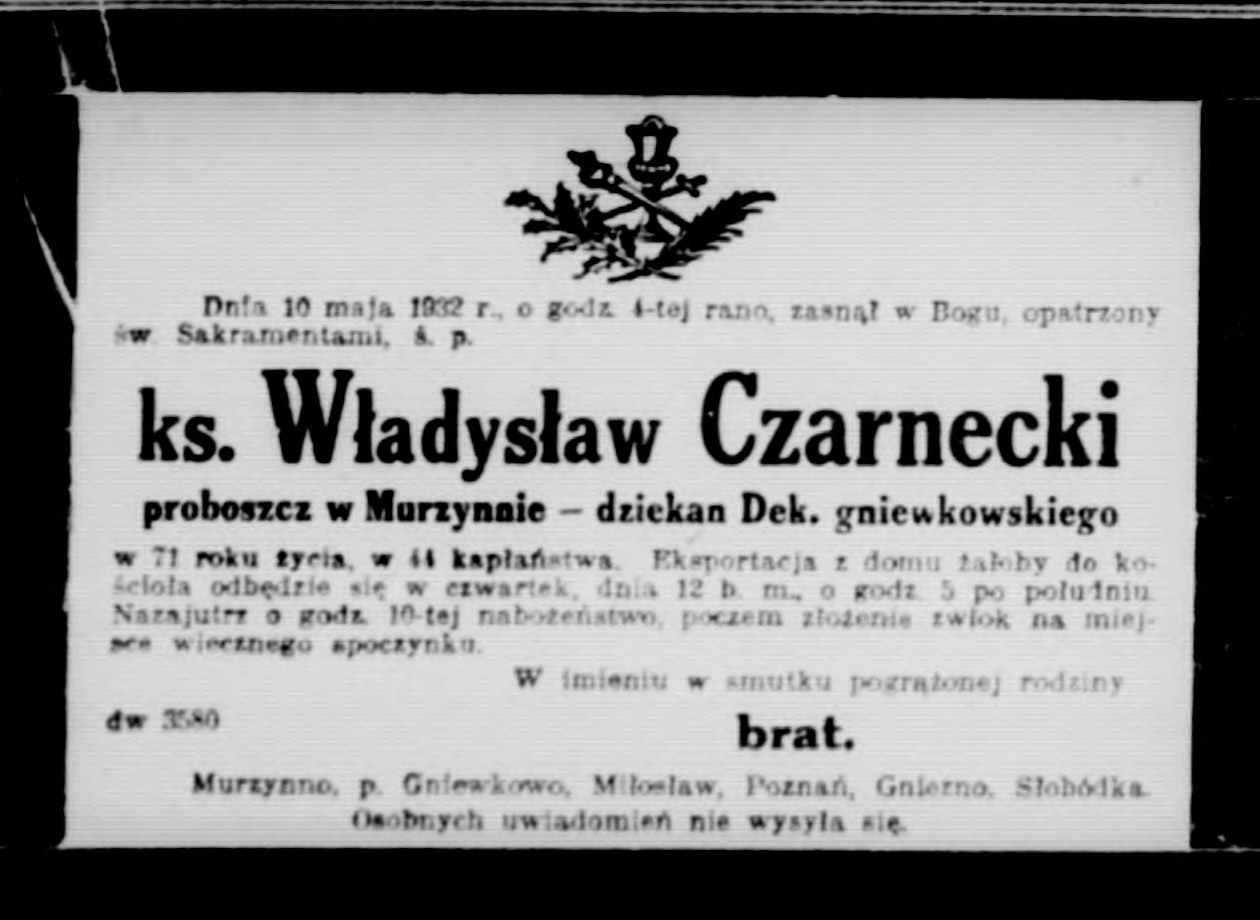 Dnia 10 maja 1932 r., o godz. 4-tej rano, zasnął w Bogu, opatrzony
św. Sakramentami, ś. p.
ks. Władysław Czarnecki
proboszcz w Murzynnie – dziekan Dek. gniewkowskiego
w 71 roku życia, w 44 kapłaństwa. Eksportacja z domu żałoby do ko-
ścioła odbędzie się w czwartek, dnia 12 b. m., o godz. 5 po południu.
Nazajutrz o godz. 10-tej nabożeństwo, poczem złożenie zwłok na miej-
sce wiecznego spoczynku.
W imieniu w smutku pogrążonej rodziny
dw 3580
brat.
Murzynno, p. Gniewkowo, Miłosław, Poznań, Gniezno, Słobódka.
Osobnych uwiadomień nie wysyła się.